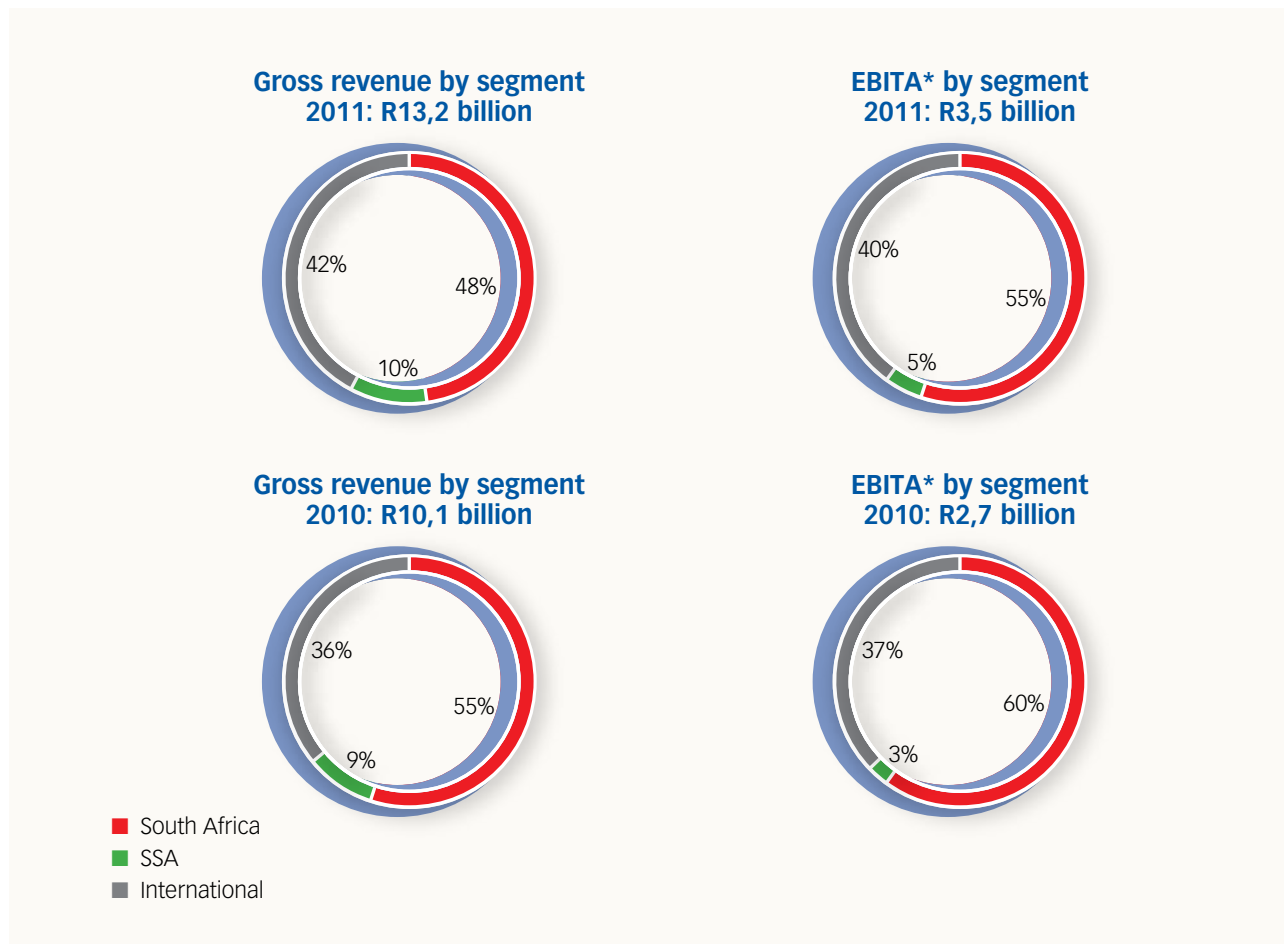 Gross revenue by segment
2011: R13,2 billion
42%
48%
10%
EBITA* by segment
2011: R3,5 billion
40%
55%
5%
Gross revenue by segment
2010: R10,1 billion
36%
55%
9%
EBITA* by segment
2010: R2,7 billion
37%
60%
3%
South Africa
SSA
International